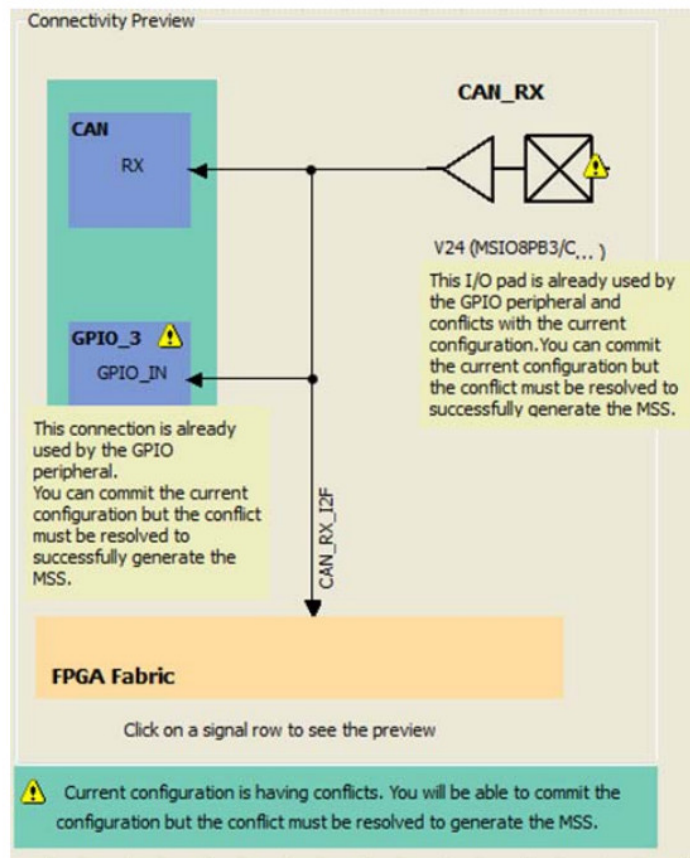 Connectivity Preview
CAN_RX
CAN
RX
V24 (MSIO8PB3/C... )
This I/O pad is already used by
the GPIO peripheral and
conflicts with the current
configuration.You can commit
the current configuration but
the conflict must be resolved to
successfully generate the MSS.
GPIO_3
GPIO_IN
This connection is already
used by the GPIO
peripheral.
You can commit the current
configuration but the conflict
must be resolved to
successfully generate the
MSS.
CAN_RX_I2F
FPGA Fabric
Click on a signal row to see the preview
Current configuration is having conflicts. You will be able to commit the
configuration but the conflict must be resolved to generate the MSS.